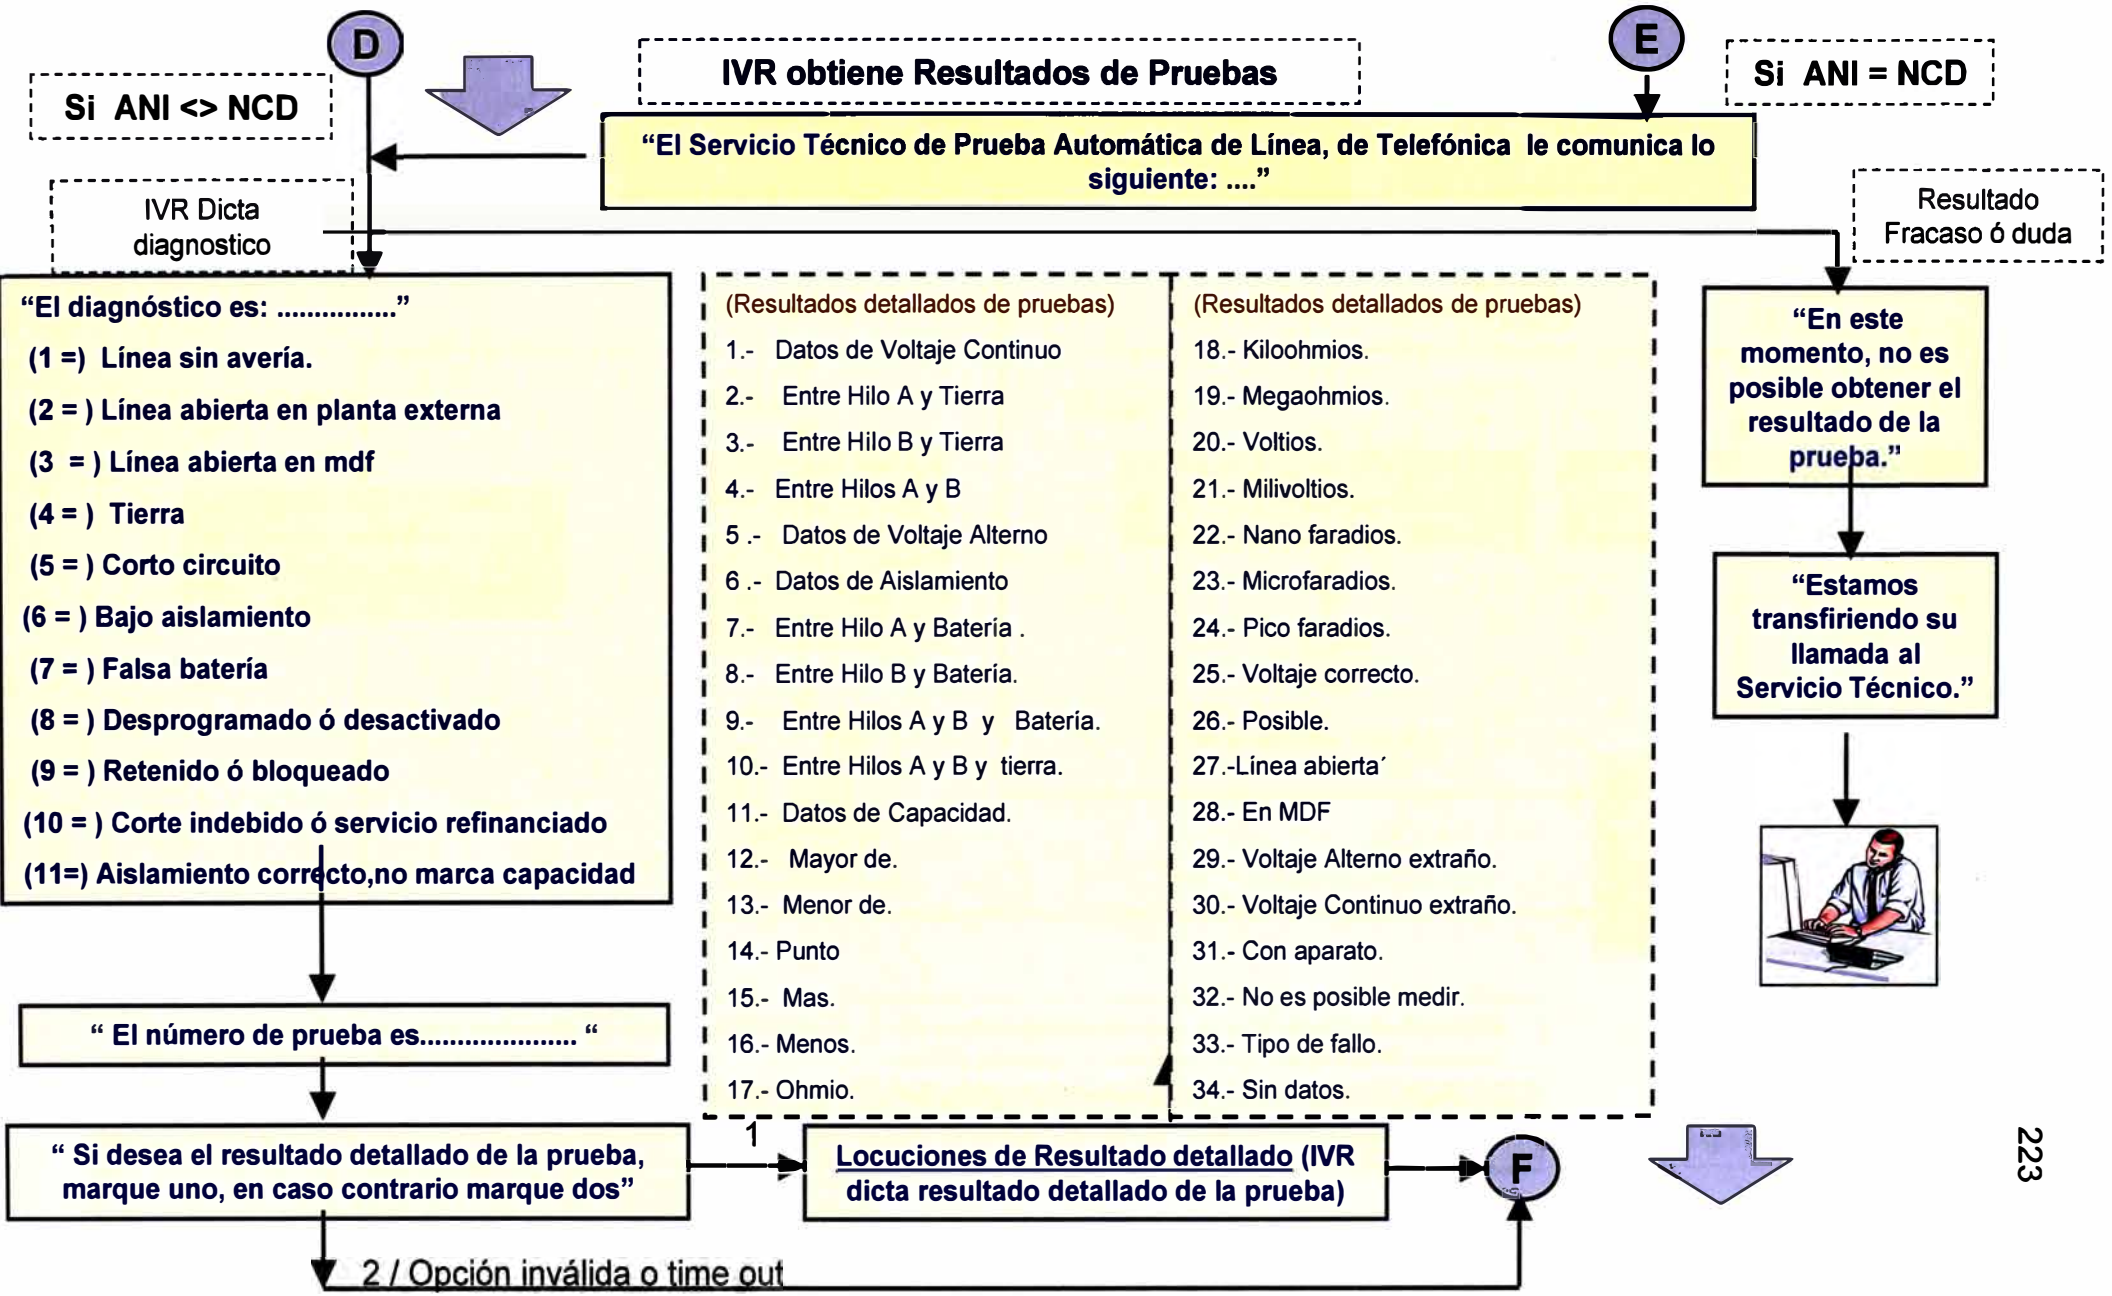 D
E
IVR obtiene Resultados de Pruebas
Si ANI <> NCD
Si ANI = NCD
“El Servicio Técnico de Prueba Automática de Línea, de Telefónica le comunica lo
siguiente: ....”
IVR Dicta
diagnostico
Resultado
Fracaso ó duda
“El diagnóstico es: ................”
(1 =) Línea sin avería.
(2 = ) Línea abierta en planta externa
(3 = ) Línea abierta en mdf
(4 = ) Tierra
(5 = ) Corto circuito
(6 = ) Bajo aislamiento
(7 = ) Falsa batería
(8 = ) Desprogramado ó desactivado
(9 = ) Retenido ó bloqueado
(10 = ) Corte indebido ó servicio refinanciado
(11=) Aislamiento correcto,no marca capacidad
(Resultados detallados de pruebas)
1.- Datos de Voltaje Continuo
2.- Entre Hilo A y Tierra
3.- Entre Hilo B y Tierra
4.- Entre Hilos A y B
5 .- Datos de Voltaje Alterno
6 .- Datos de Aislamiento
7.- Entre Hilo A y Batería .
8.- Entre Hilo B y Batería.
9.- Entre Hilos A y B y Batería.
10.- Entre Hilos A y B y tierra.
11.- Datos de Capacidad.
12.- Mayor de.
13.- Menor de.
14.- Punto
15.- Mas.
16.- Menos.
17.- Ohmio.
(Resultados detallados de pruebas)
18.- Kiloohmios.
19.- Megaohmios.
20.- Voltios.
21.- Milivoltios.
22.- Nano faradios.
23.- Microfaradios.
24.- Pico faradios.
25.- Voltaje correcto.
26.- Posible.
27.-Línea abierta´
28.- En MDF
29.- Voltaje Alterno extraño.
30.- Voltaje Continuo extraño.
31.- Con aparato.
32.- No es posible medir.
33.- Tipo de fallo.
34.- Sin datos.
“En este
momento, no es
posible obtener el
resultado de la
prueba.”
“Estamos
transfiriendo su
llamada al
Servicio Técnico.”
“ El número de prueba es..................... “
“ Si desea el resultado detallado de la prueba,
marque uno, en caso contrario marque dos”
1
Locuciones de Resultado detallado (IVR
dicta resultado detallado de la prueba)
F
2 / Opción inválida o time out
223